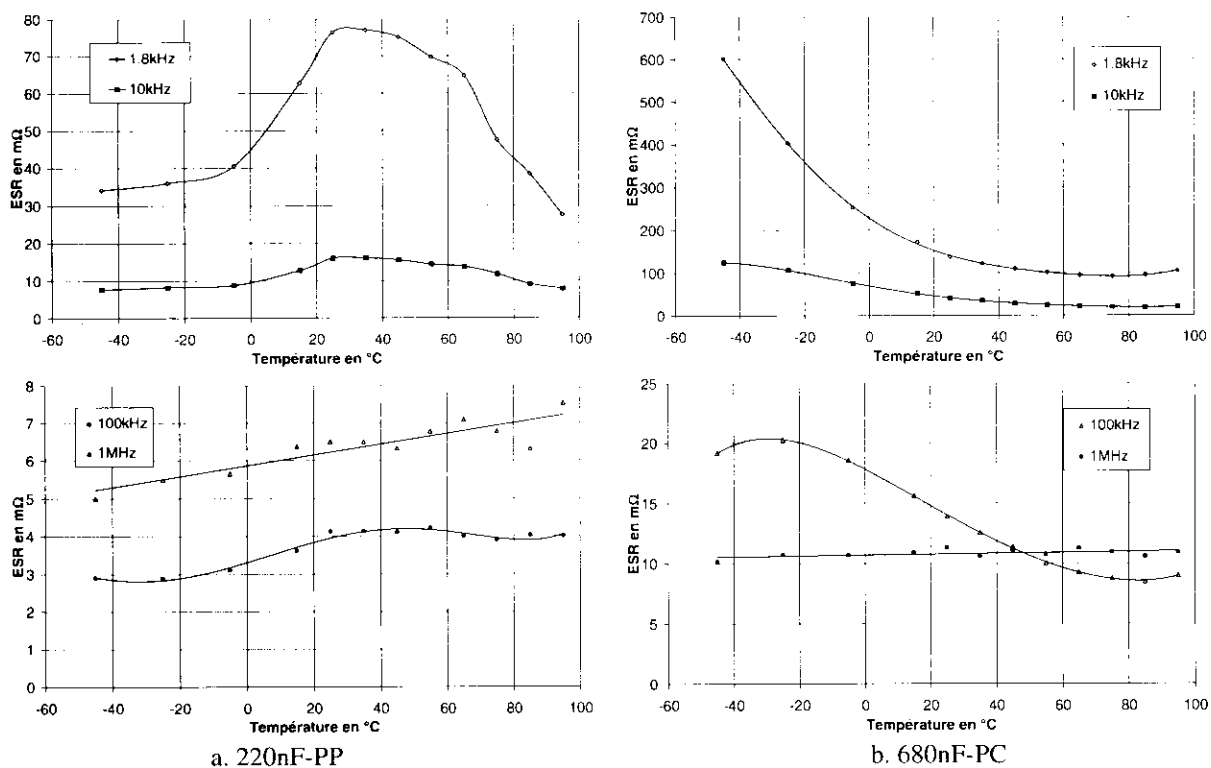 80
70
60
50
40
30
20
10
0
ESR en mΩ
1.8kHz
10kHz
-60 -40 -20 0 20 40 60 80 100
Température en °C
700
600
500
400
300
200
100
0
ESR en mΩ
1.8kHz
10kHz
-60 -40 -20 0 20 40 60 80 100
Température en °C
8
7
6
5
4
3
2
1
0
ESR en mΩ
100kHz
1MHz
-60 -40 -20 0 20 40 60 80 100
Température en °C
a. 220nF-PP
25
20
15
10
5
0
ESR en mΩ
100kHz
1MHz
-60 -40 -20 0 20 40 60 80 100
Température en °C
b. 680nF-PC